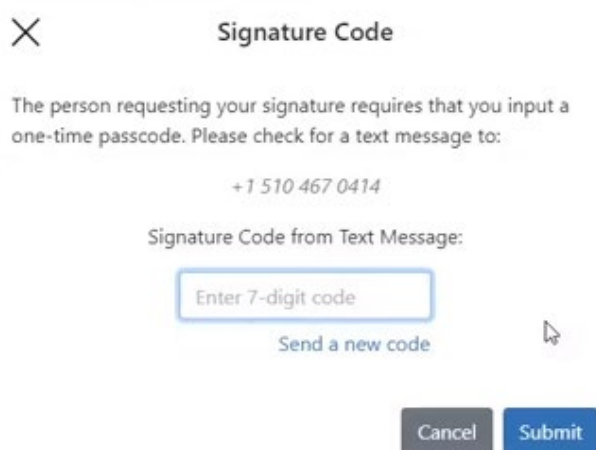 Signature Code
The person requesting your signature requires that you input a
one-time passcode. Please check for a text message to:
+1 510 467 0414
Signature Code from Text Message:
Enter 7-digit code
Send a new code
Cancel Submit